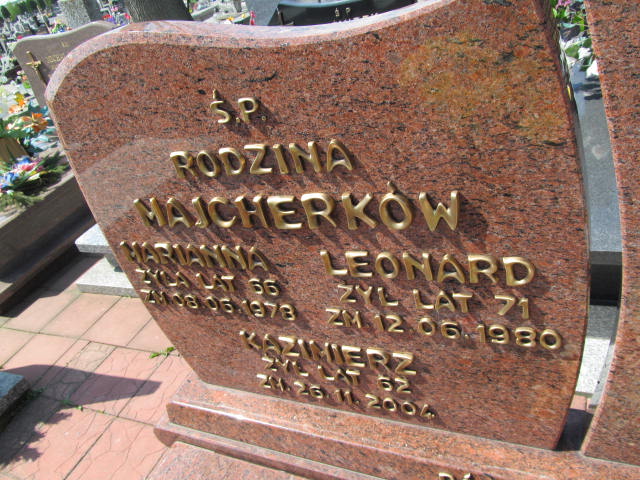 Ś.P.
RODZINA
MAJCHERKÓW
MARIANNA
ŻYŁA LAT 66
ZM 08.06.1978
LEONARD
ŻYŁ LAT 71
ZM 12.06.1980
KAZIMIERZ
ŻYŁ LAT 62
ZM. 26.11.2004.